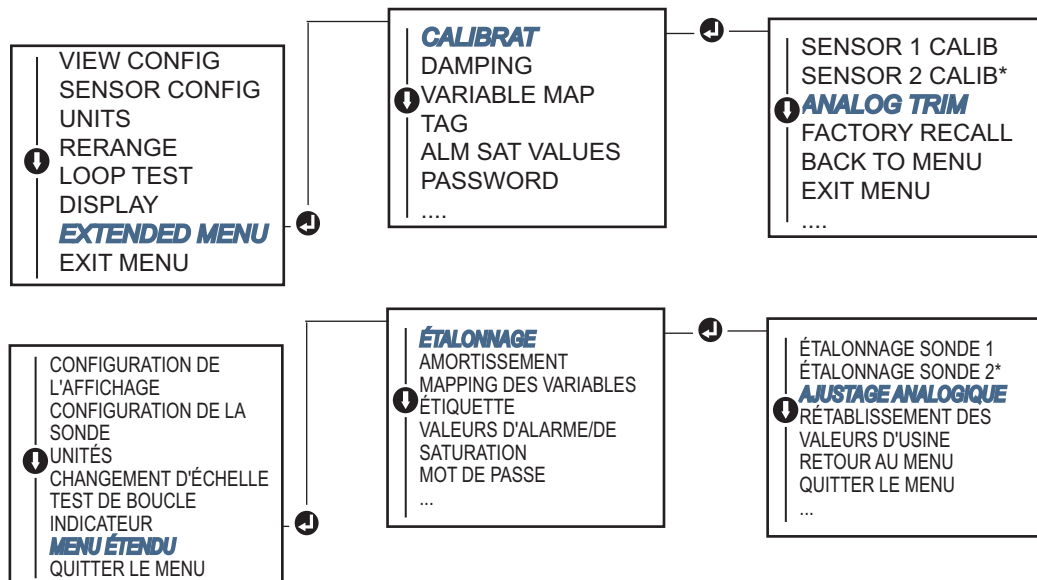 VIEW CONFIG
SENSOR CONFIG
UNITS
RERANGE
LOOP TEST
DISPLAY
EXTENDED MENU
EXIT MENU
CALIBRAT
DAMPING
VARIABLE MAP
TAG
ALM SAT VALUES
PASSWORD
....
SENSOR 1 CALIB
SENSOR 2 CALIB*
ANALOG TRIM
FACTORY RECALL
BACK TO MENU
EXIT MENU
....
CONFIGURATION DE
L'AFFICHAGE
CONFIGURATION DE LA
SONDE
UNITÉS
CHANGEMENT D'ÉCHELLE
TEST DE BOUCLE
INDICATEUR
MENU ÉTENDU
QUITTER LE MENU
ÉTALONNAGE
AMORTISSEMENT
MAPPING DES VARIABLES
ÉTIQUETTE
VALEURS D'ALARME/DE
SATURATION
MOT DE PASSE
...
ÉTALONNAGE SONDE 1
ÉTALONNAGE SONDE 2*
AJUSTAGE ANALOGIQUE
RÉTABLISSEMENT DES
VALEURS D'USINE
RETOUR AU MENU
QUITTER LE MENU
...